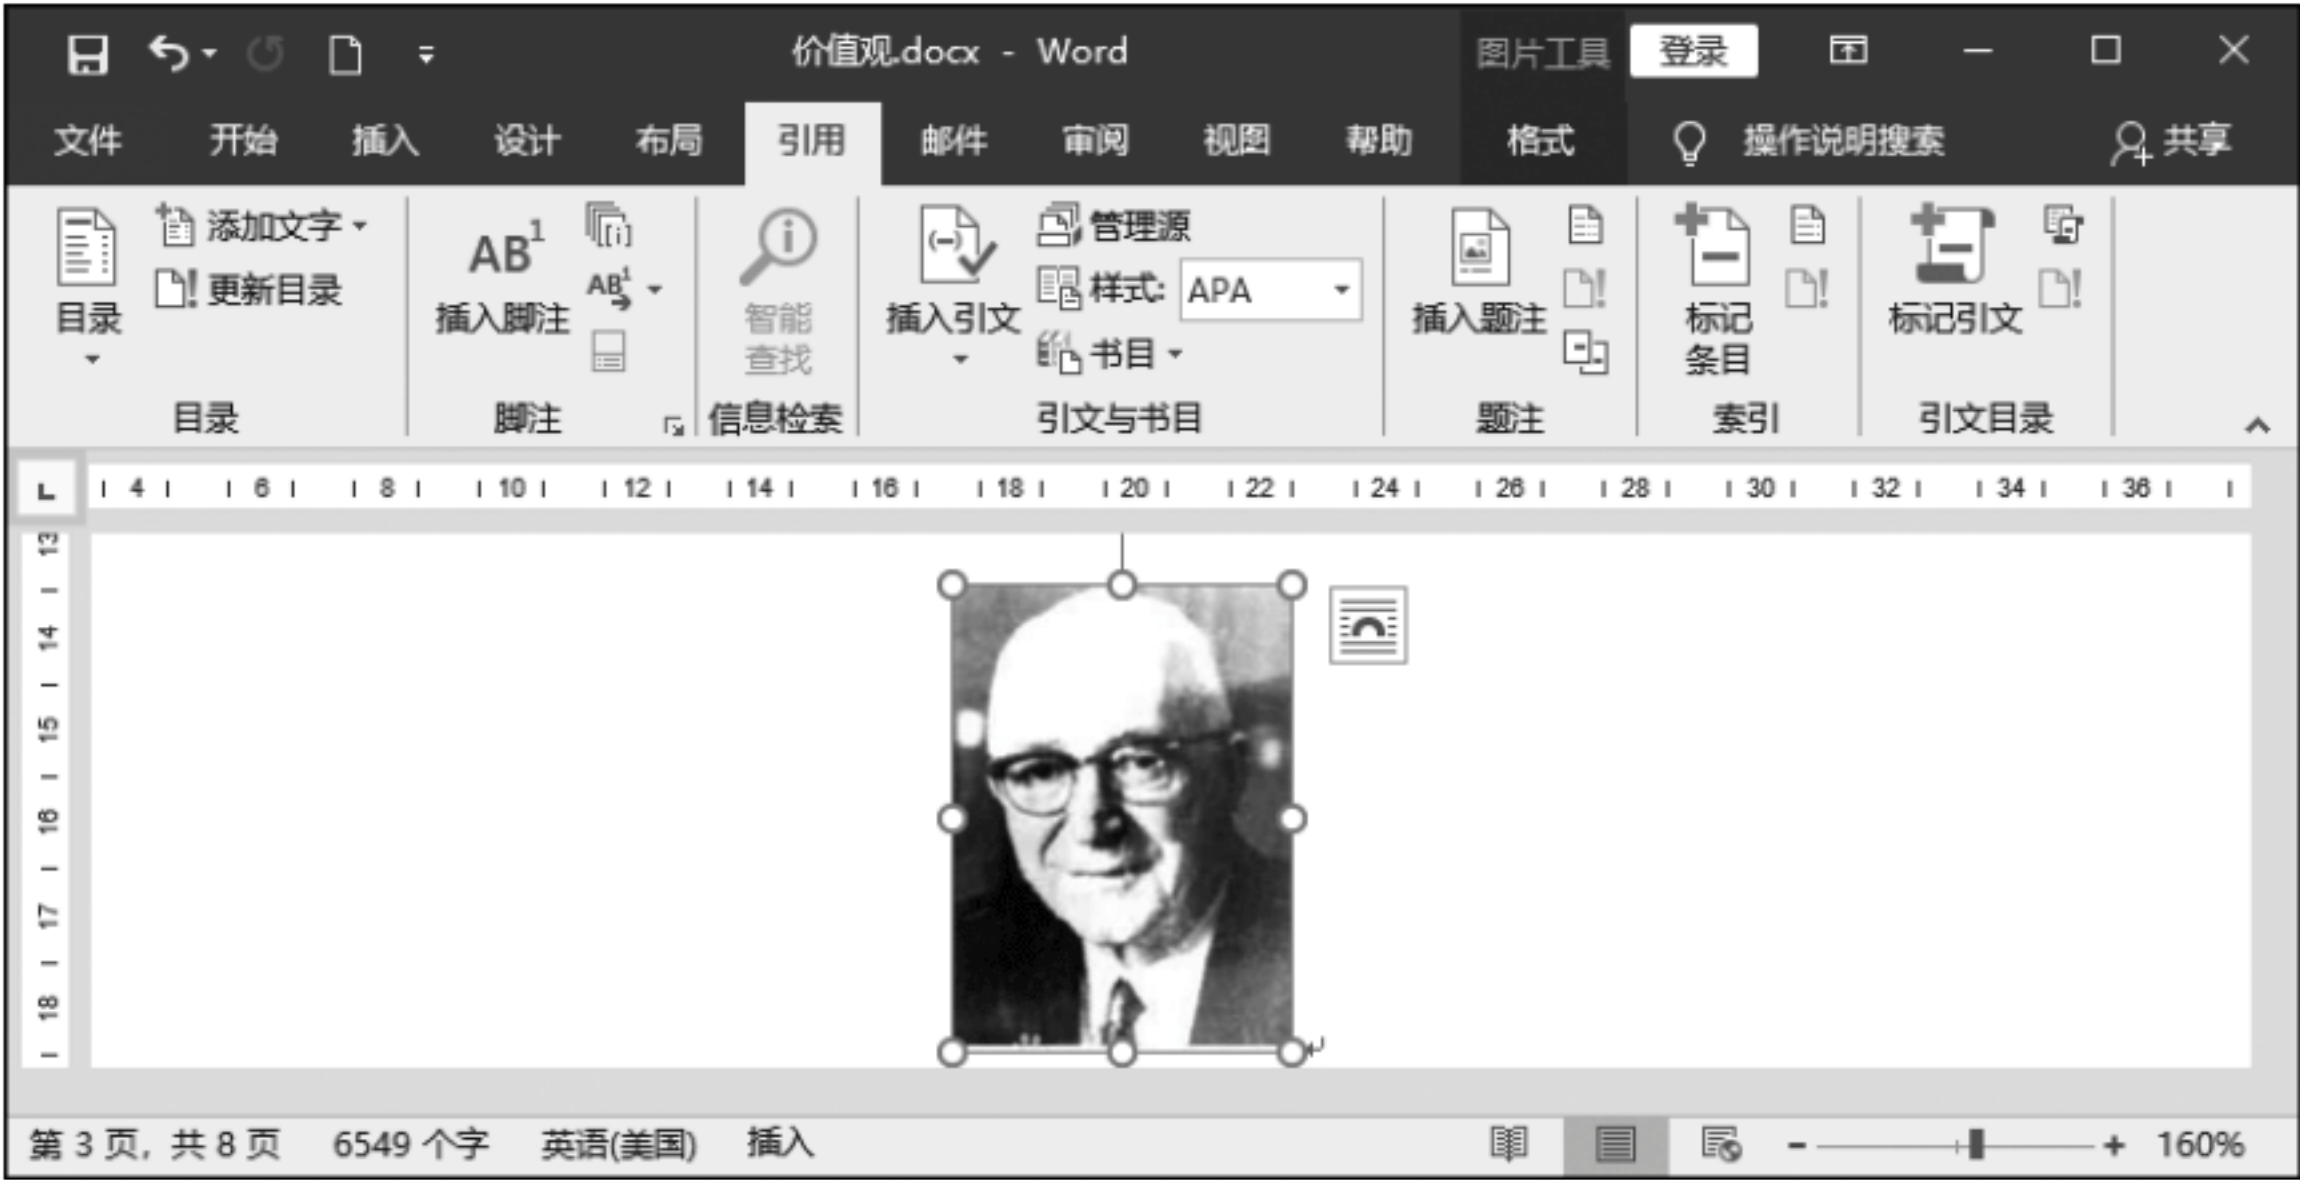 价值观.docx - Word
图片工具
登录
文件 开始 插入 设计 布局 引用 邮件 审阅 视图 帮助 格式 操作说明搜索 共享
目录
添加文字
更新目录
目录
AB1
插入脚注
[i]
AB1
脚注
智能
查找
信息检索
(-)
插入引文
管理源
样式: APA
书目
引文与书目
插入题注
题注
标记
条目
索引
标记引文
引文目录
4 6 8 10 12 14 16 18 20 22 24 26 28 30 32 34 36
13
14
15
16
17
18
第 3 页, 共 8 页 6549 个字 英语(美国) 插入 160%